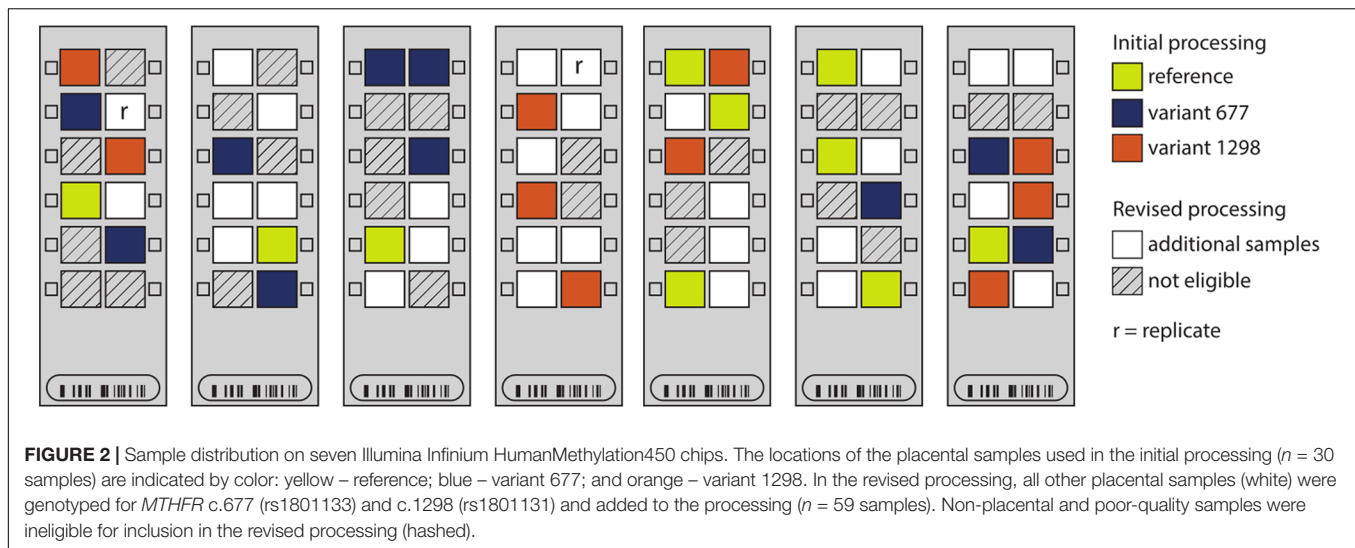 r
r
Initial processing
reference
variant 677
variant 1298
Revised processing
additional samples
not eligible
r = replicate
FIGURE 2 | Sample distribution on seven Illumina Infinium HumanMethylation450 chips. The locations of the placental samples used in the initial processing (n = 30
samples) are indicated by color: yellow – reference; blue – variant 677; and orange – variant 1298. In the revised processing, all other placental samples (white) were
genotyped for MTHFR c.677 (rs1801133) and c.1298 (rs1801131) and added to the processing (n = 59 samples). Non-placental and poor-quality samples were
ineligible for inclusion in the revised processing (hashed).